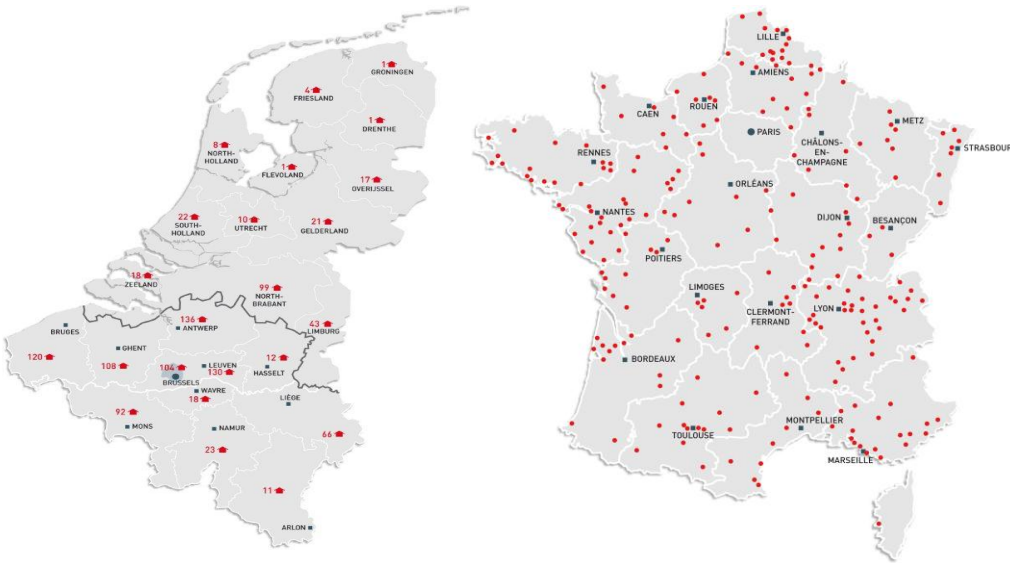 1
GRONINGEN
4
FRIESLAND
1
DRENTHE
8
NORTH-
HOLLAND
1
FLEVOLAND
17
OVERIJSSEL
22
SOUTH-
HOLLAND
10
UTRECHT
21
GELDERLAND
18
ZEELAND
99
NORTH-
BRABANT
43
LIMBURG
136
ANTWERP
BRUGES
GHENT
120
108
104
BRUSSELS
LEUVEN
130
12
HASSELT
WAVRE
18
LIÈGE
92
MONS
NAMUR
66
23
11
ARLON
LILLE
AMIENS
ROUEN
CAEN
PARIS
METZ
CHÂLONS-
EN-
CHAMPAGNE
STRASBOUR
RENNES
ORLÉANS
NANTES
DIJON
BESANÇON
POITIERS
LIMOGES
CLERMONT-
FERRAND
LYON
BORDEAUX
TOULOUSE
MONTPELLIER
MARSEILLE